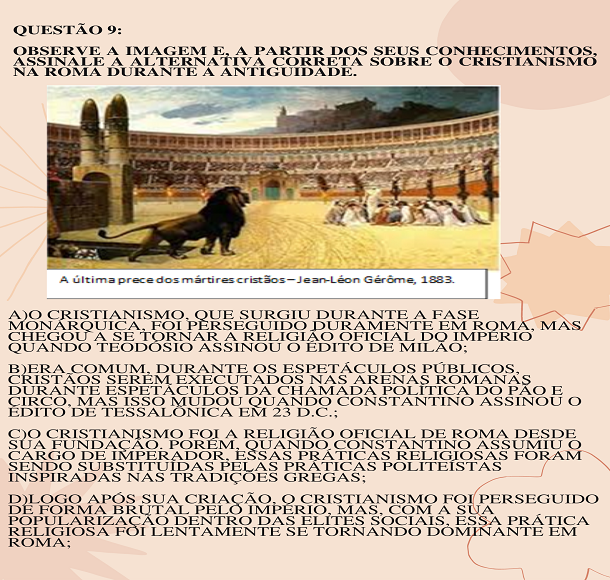 QUESTÃO 9:
OBSERVE A IMAGEM E, A PARTIR DOS SEUS CONHECIMENTOS,
ASSINALE A ALTERNATIVA CORRETA SOBRE O CRISTIANISMO
NA ROMA DURANTE A ANTIGUIDADE.
A última prece dos mártires cristãos – Jean-Léon Gérôme, 1883.
A)O CRISTIANISMO, QUE SURGIU DURANTE A FASE
MONÁRQUICA, FOI PERSEGUIDO DURAMENTE EM ROMA, MAS
CHEGOU A SE TORNAR A RELIGIÃO OFICIAL DO IMPÉRIO
QUANDO TEODÓSIO ASSINOU O ÉDITO DE MILÃO;
B)ERA COMUM, DURANTE OS ESPETÁCULOS PÚBLICOS,
CRISTÃOS SEREM EXECUTADOS NAS ARENAS ROMANAS
DURANTE ESPETÁCULOS DA CHAMADA POLÍTICA DO PÃO E
CIRCO, MAS ISSO MUDOU QUANDO CONSTANTINO ASSINOU O
ÉDITO DE TESSALÔNICA EM 23 D.C.;
C)O CRISTIANISMO FOI A RELIGIÃO OFICIAL DE ROMA DESDE
SUA FUNDAÇÃO, PORÉM, QUANDO CONSTANTINO ASSUMIU O
CARGO DE IMPERADOR, ESSAS PRÁTICAS RELIGIOSAS FORAM
SENDO SUBSTITUÍDAS PELAS PRÁTICAS POLITEÍSTAS
INSPIRADAS NAS TRADIÇÕES GREGAS;
D)LOGO APÓS SUA CRIAÇÃO, O CRISTIANISMO FOI PERSEGUIDO
DE FORMA BRUTAL PELO IMPÉRIO, MAS, COM A SUA
POPULARIZAÇÃO DENTRO DAS ELITES SOCIAIS, ESSA PRÁTICA
RELIGIOSA FOI LENTAMENTE SE TORNANDO DOMINANTE EM
ROMA;